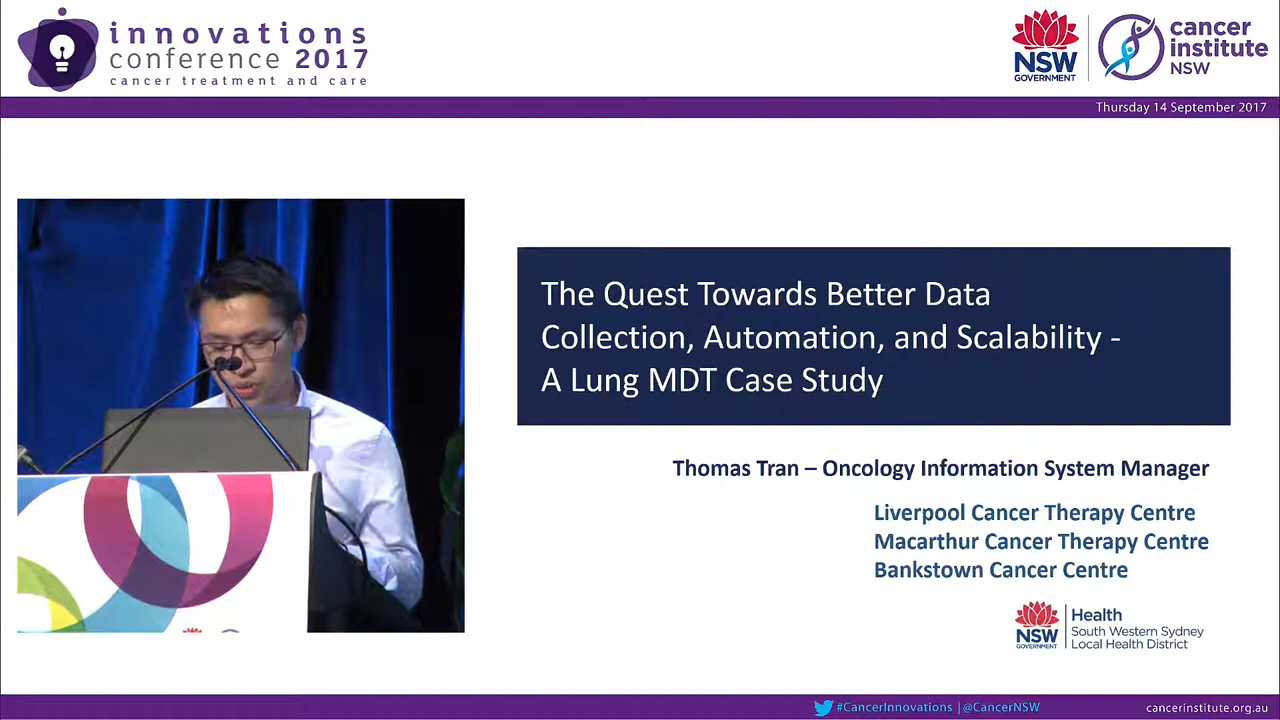 innovations
conference 2017
cancer treatment and care
NSW
GOVERNMENT
cancer
institute
NSW
Thursday 14 September 2017
The Quest Towards Better Data
Collection, Automation, and Scalability -
A Lung MDT Case Study
Thomas Tran – Oncology Information System Manager
Liverpool Cancer Therapy Centre
Macarthur Cancer Therapy Centre
Bankstown Cancer Centre
NSW
GOVERNMENT
Health
South Western Sydney
Local Health District
#CancerInnovations | @CancerNSW
cancerinstitute.org.au